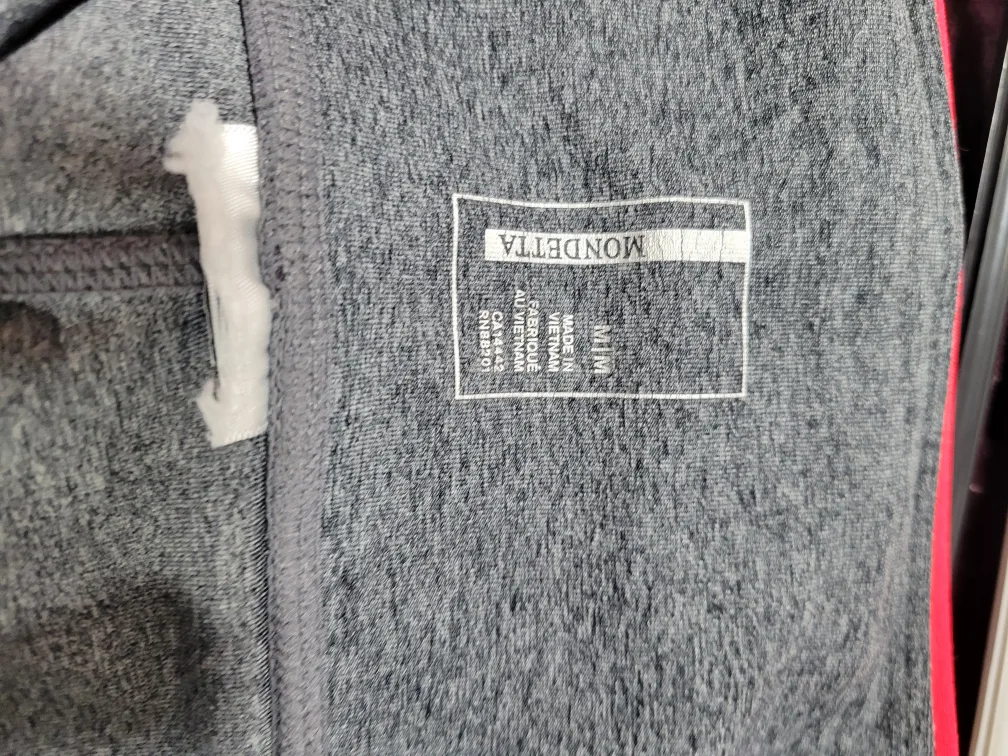 MONDETTA
M|M
MADE IN
VIETNAM
FABRIQUÉ
AU VIETNAM
CA14442
RN88201